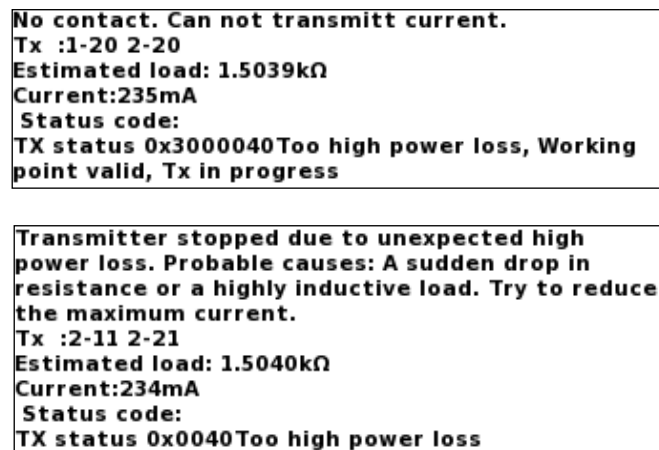 No contact. Can not transmitt current.
Tx  :1-20 2-20
Estimated load: 1.5039kΩ
Current:235mA
 Status code:
TX status 0x3000040Too high power loss, Working
point valid, Tx in progress
Transmitter stopped due to unexpected high
power loss. Probable causes: A sudden drop in
resistance or a highly inductive load. Try to reduce
the maximum current.
Tx  :2-11 2-21
Estimated load: 1.5040kΩ
Current:234mA
 Status code:
TX status 0x0040Too high power loss